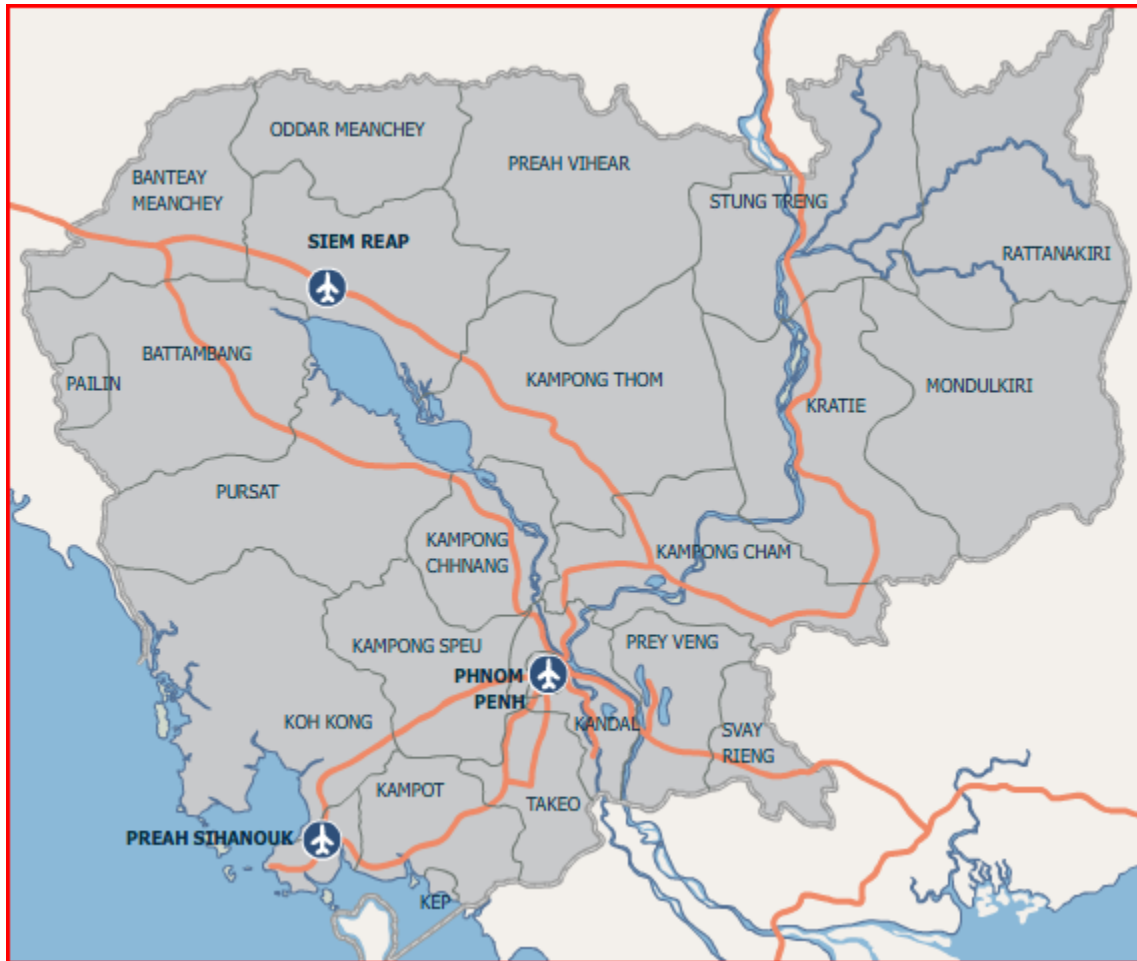 ODDAR MEANCHEY
PREAH VIHEAR
BANTEAY
MEANCHEY
STUNG TRENG
SIEM REAP
RATTANAKIRI
BATTAMBANG
PAILIN
KAMPONG THOM
MONDULKIRI
KRATIE
PURSAT
KAMPONG
CHHNANG
KAMPONG CHAM
KAMPONG SPEU
PREY VENG
PHNOM
PENH
KOH KONG
KANDAL
SVAY
RIENG
KAMPOT
TAKEO
PREAH SIHANOUK
KEP